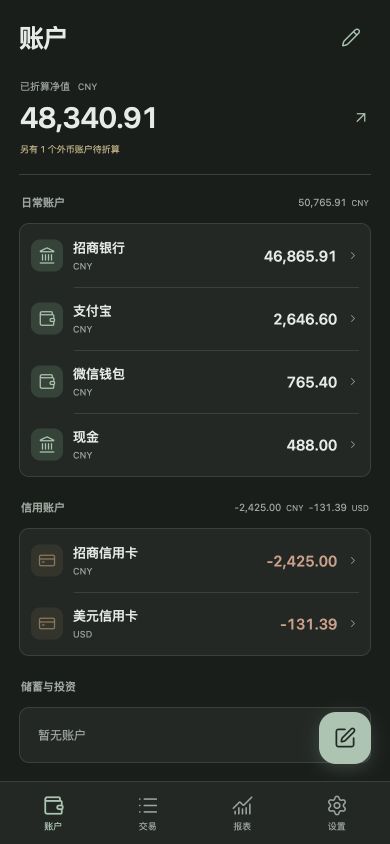 账户
已折算净值 CNY
48,340.91
另有 1 个外币账户待折算
日常账户 50,765.91 CNY
招商银行 46,865.91
CNY
支付宝 2,646.60
CNY
微信钱包 765.40
CNY
现金 488.00
CNY
信用账户 -2,425.00 CNY -131.39 USD
招商信用卡 -2,425.00
CNY
美元信用卡 -131.39
USD
储蓄与投资
暂无账户
账户 交易 报表 设置